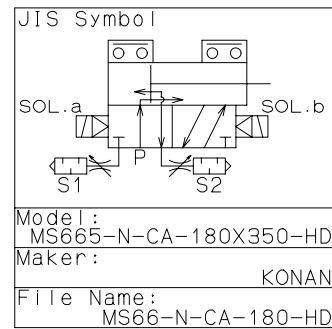 JIS Symbol
SOL.a
SOL.b
P
S1
S2
Model:
MS665-N-CA-180X350-HD
Maker:
KONAN
File Name:
MS66-N-CA-180-HD